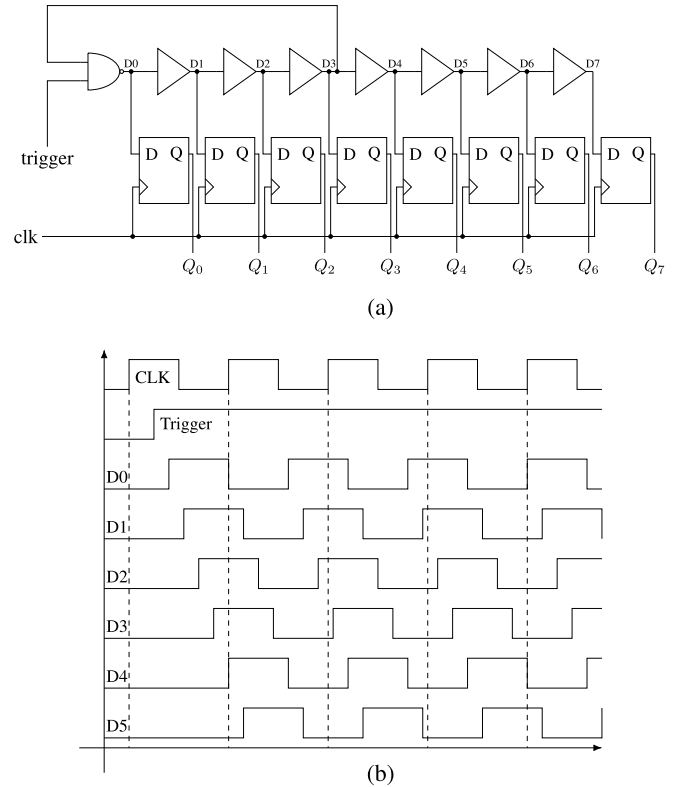 D0 D1 D2 D3 D4 D5 D6 D7
D Q D Q D Q D Q D Q D Q D Q D Q
trigger
clk
Q0 Q1 Q2 Q3 Q4 Q5 Q6 Q7
(a)
CLK
Trigger
D0
D1
D2
D3
D4
D5
(b)